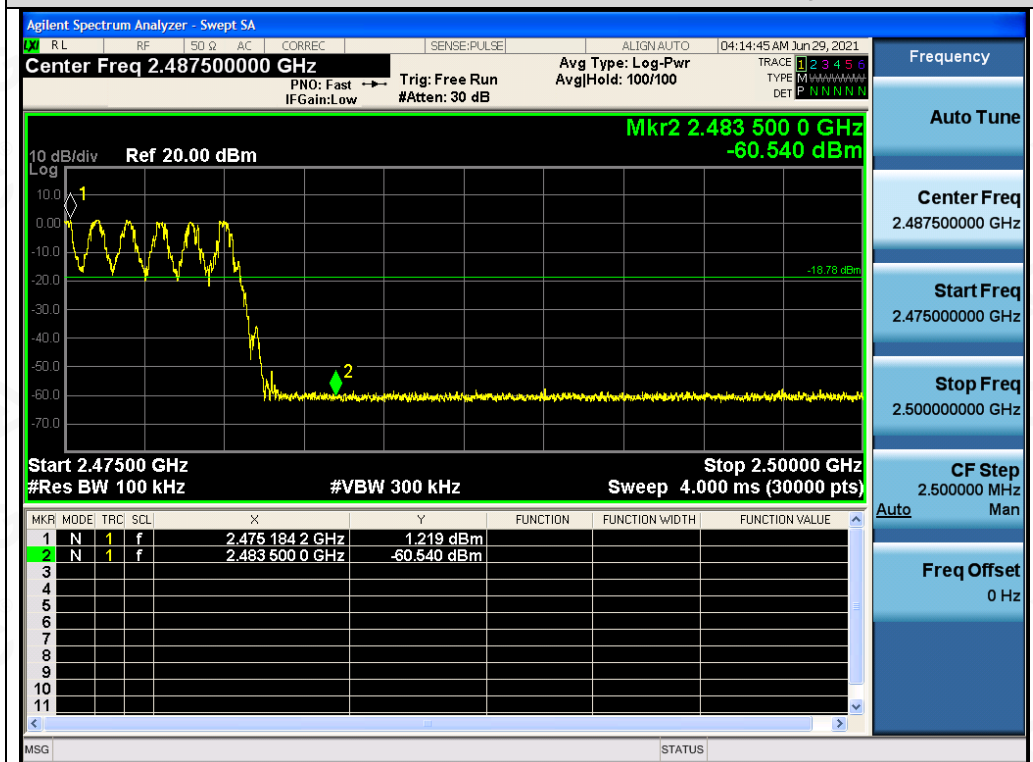 Agilent Spectrum Analyzer - Swept SA
LXI RL RF 50 Ω AC CORREC SENSE:PULSE ALIGN AUTO 04:14:45 AM Jun 29, 2021
Center Freq 2.487500000 GHz
PNO: Fast
IFGain:Low
Trig: Free Run
#Atten: 30 dB
Avg Type: Log-Pwr
Avg|Hold: 100/100
TRACE 1 2 3 4 5 6
TYPE M
DET P N N N N N
Mkr2 2.483 500 0 GHz
-60.540 dBm
10 dB/div Ref 20.00 dBm
Log
10.0
0.00
-10.0
-20.0
-30.0
-40.0
-50.0
-60.0
-70.0
1
2
-18.78 dBm
Start 2.47500 GHz Stop 2.50000 GHz
#Res BW 100 kHz #VBW 300 kHz Sweep 4.000 ms (30000 pts)
MKR MODE TRC SCL X Y FUNCTION FUNCTION WIDTH FUNCTION VALUE
1 N 1 f 2.475 184 2 GHz 1.219 dBm
2 N 1 f 2.483 500 0 GHz -60.540 dBm
3
4
5
6
7
8
9
10
11
MSG STATUS
Frequency
Auto Tune
Center Freq
2.487500000 GHz
Start Freq
2.475000000 GHz
Stop Freq
2.500000000 GHz
CF Step
2.500000 MHz
Auto Man
Freq Offset
0 Hz